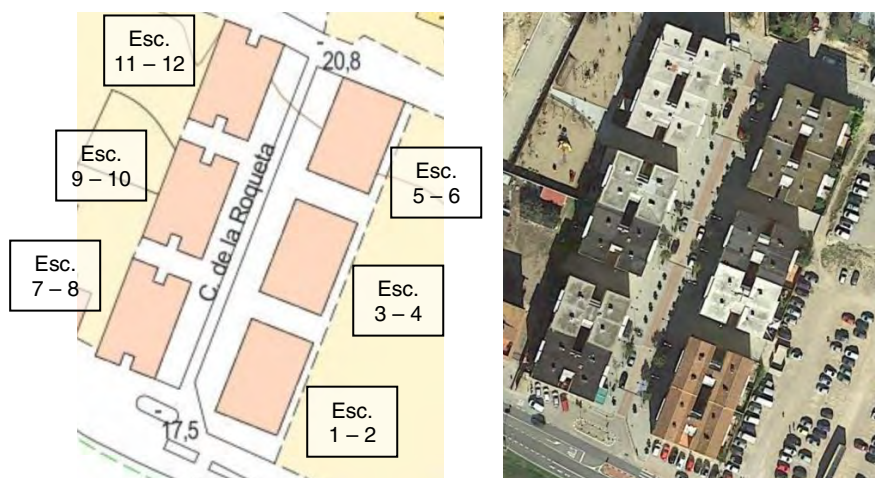 Esc.
11 – 12
20,8
Esc.
9 – 10
Esc.
5 – 6
C. de la Roqueta
Esc.
7 – 8
Esc.
3 – 4
Esc.
1 – 2
17,5